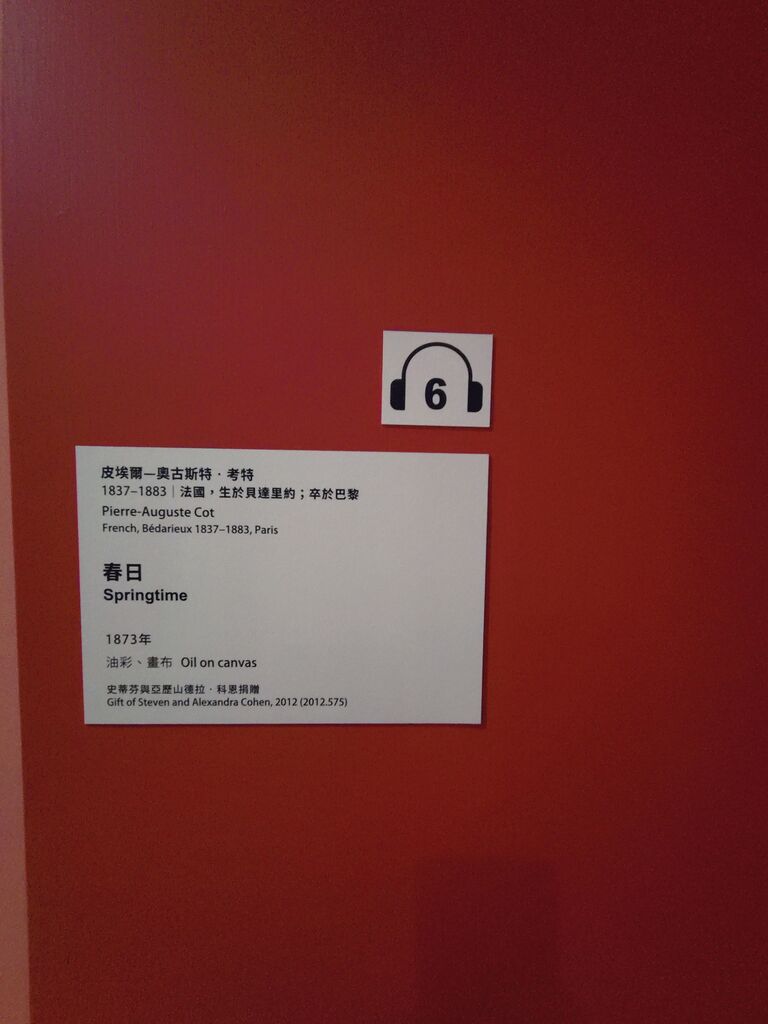 6
皮埃爾—奧古斯特·考特
1837–1883│法國，生於貝達里約；卒於巴黎
Pierre-Auguste Cot
French, Bédarieux 1837–1883, Paris
春日
Springtime
1873年
油彩、畫布 Oil on canvas
史蒂芬與亞歷山德拉·科恩捐贈
Gift of Steven and Alexandra Cohen, 2012 (2012.575)